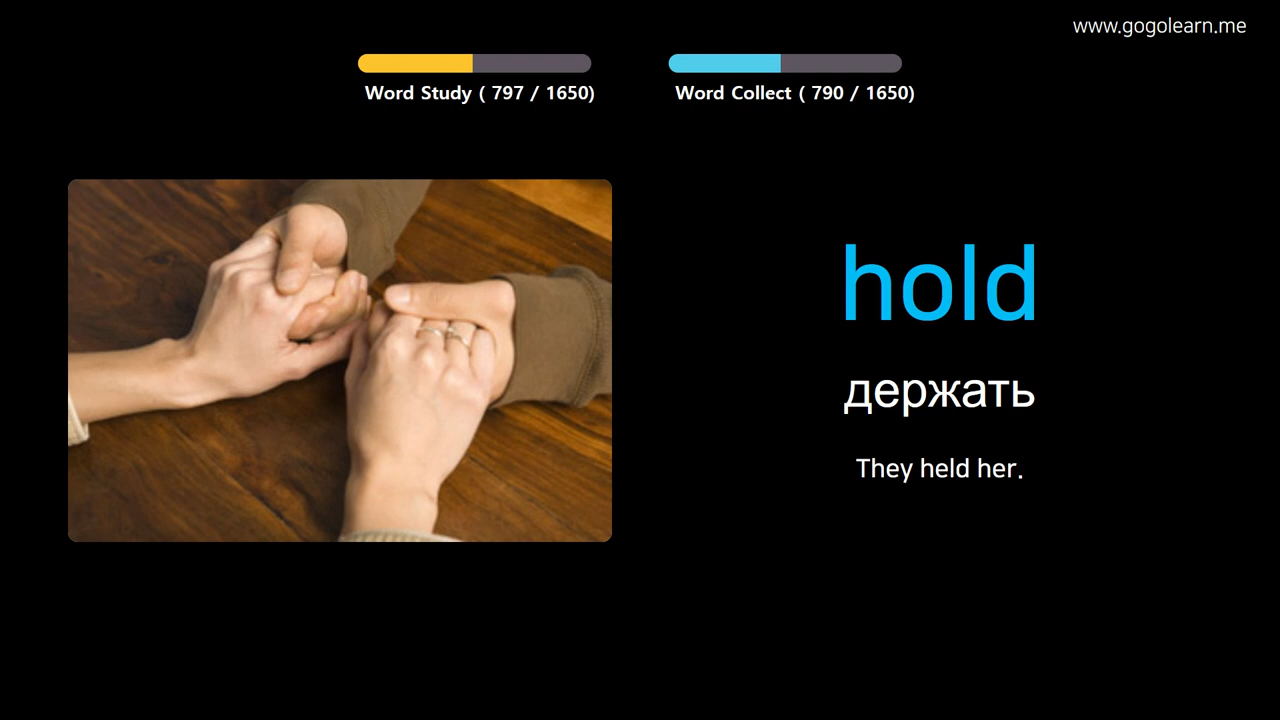 www.gogolearn.me
Word Study ( 797 / 1650)
Word Collect ( 790 / 1650)
hold
держать
They held her.